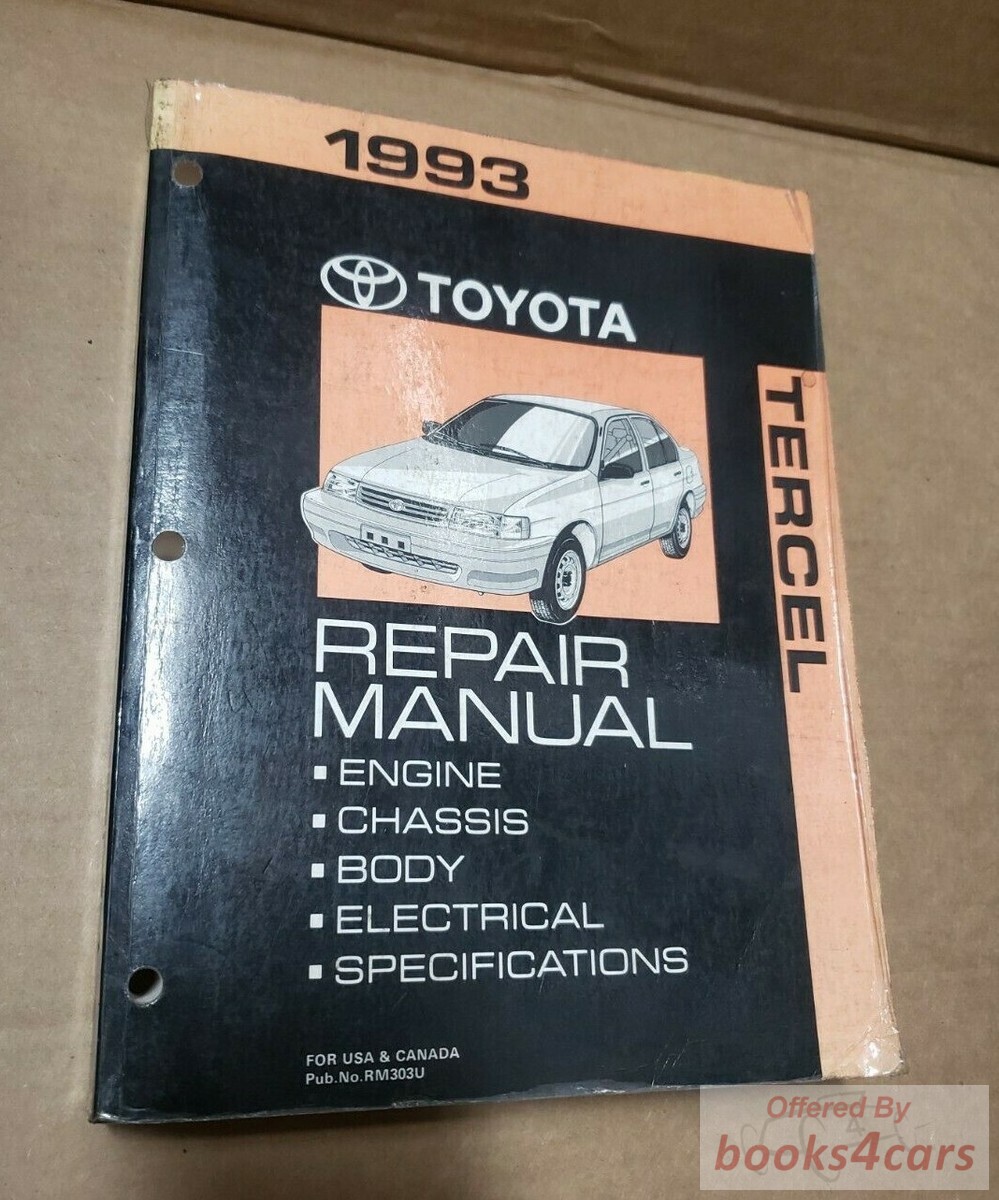 1993
TOYOTA
TERCEL
REPAIR
MANUAL
▪ ENGINE
▪ CHASSIS
▪ BODY
▪ ELECTRICAL
▪ SPECIFICATIONS
FOR USA & CANADA
Pub.No.RM303U
Offered By
books4cars